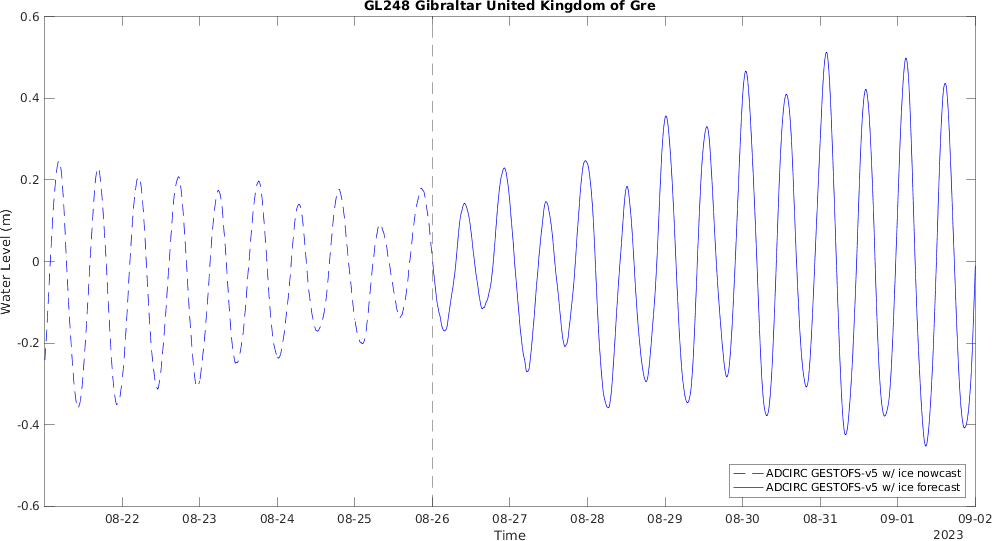 GL248 Gibraltar United Kingdom of Gre
0.6
0.4
0.2
0
-0.2
-0.4
-0.6
Water Level (m)
ADCIRC GESTOFS-v5 w/ ice nowcast
ADCIRC GESTOFS-v5 w/ ice forecast
08-22 08-23 08-24 08-25 08-26 08-27 08-28 08-29 08-30 08-31 09-01 09-02
Time
2023